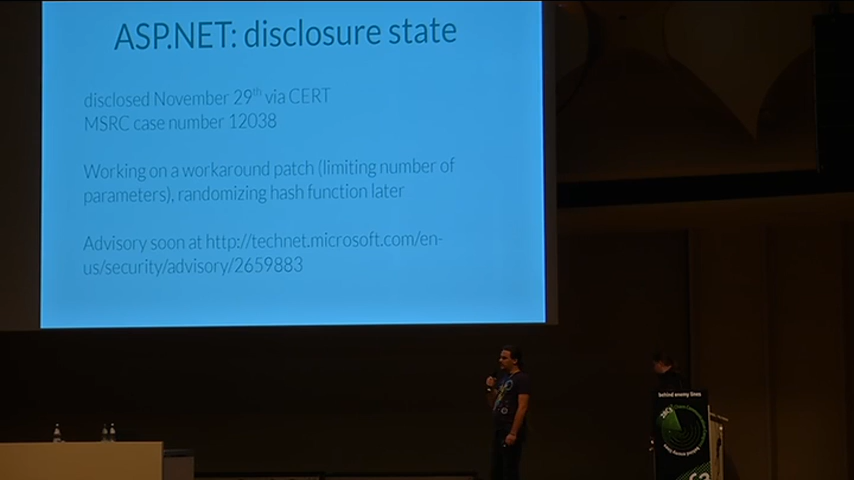 ASP.NET: disclosure state
disclosed November 29th via CERT
MSRC case number 12038
Working on a workaround patch (limiting number of
parameters), randomizing hash function later
Advisory soon at http://technet.microsoft.com/en-
us/security/advisory/2659883
behind enemy lines